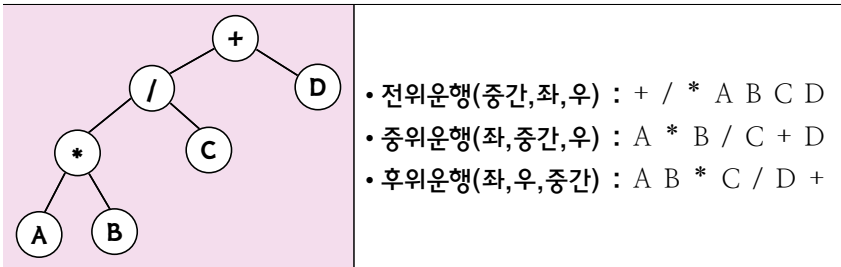 +
/
D
*
C
A
B
• 전위운행(중간,좌,우) : + / * A B C D
• 중위운행(좌,중간,우) : A * B / C + D
• 후위운행(좌,우,중간) : A B * C / D +